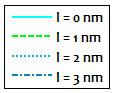 l = 0 nm
l = 1 nm
l = 2 nm
l = 3 nm